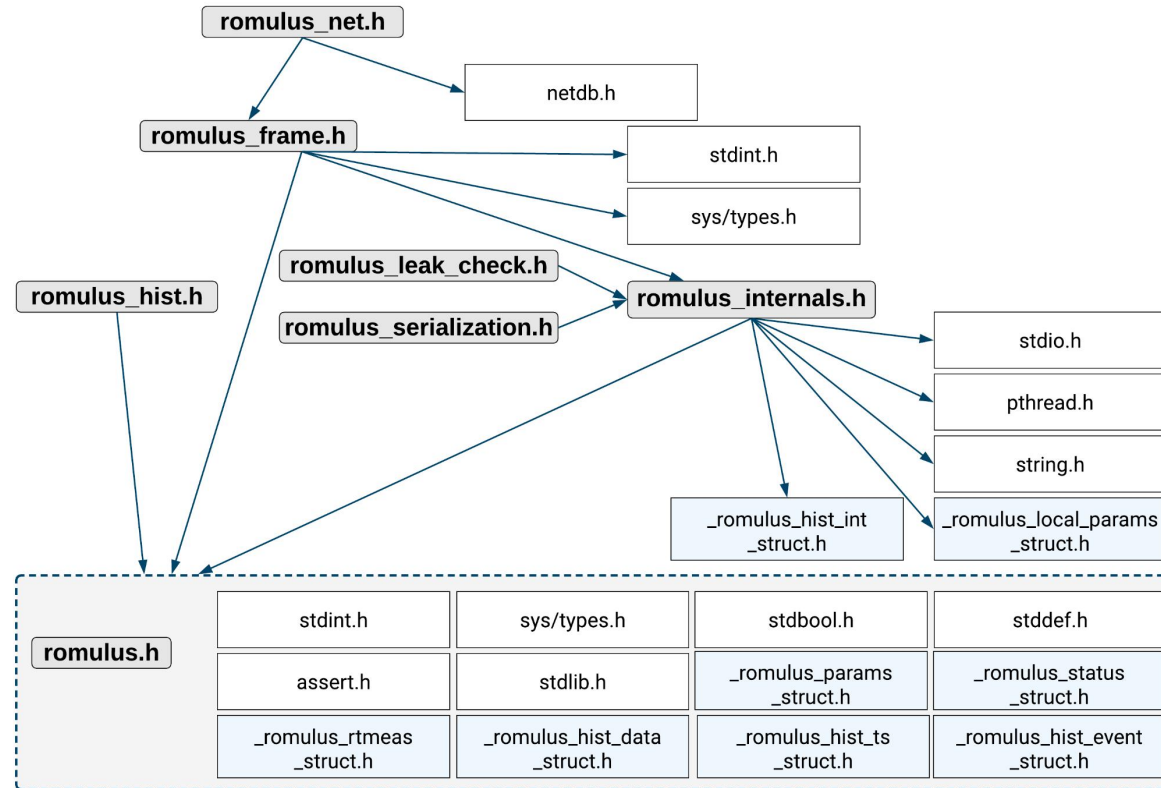 romulus_net.h
netdb.h
romulus_frame.h
stdint.h
sys/types.h
romulus_leak_check.h
romulus_hist.h
romulus_internals.h
romulus_serialization.h
stdio.h
pthread.h
string.h
_romulus_hist_int
_struct.h
_romulus_local_params
_struct.h
romulus.h
stdint.h
sys/types.h
stdbool.h
stddef.h
assert.h
stdlib.h
_romulus_params
_struct.h
_romulus_status
_struct.h
_romulus_rtmeas
_struct.h
_romulus_hist_data
_struct.h
_romulus_hist_ts
_struct.h
_romulus_hist_event
_struct.h